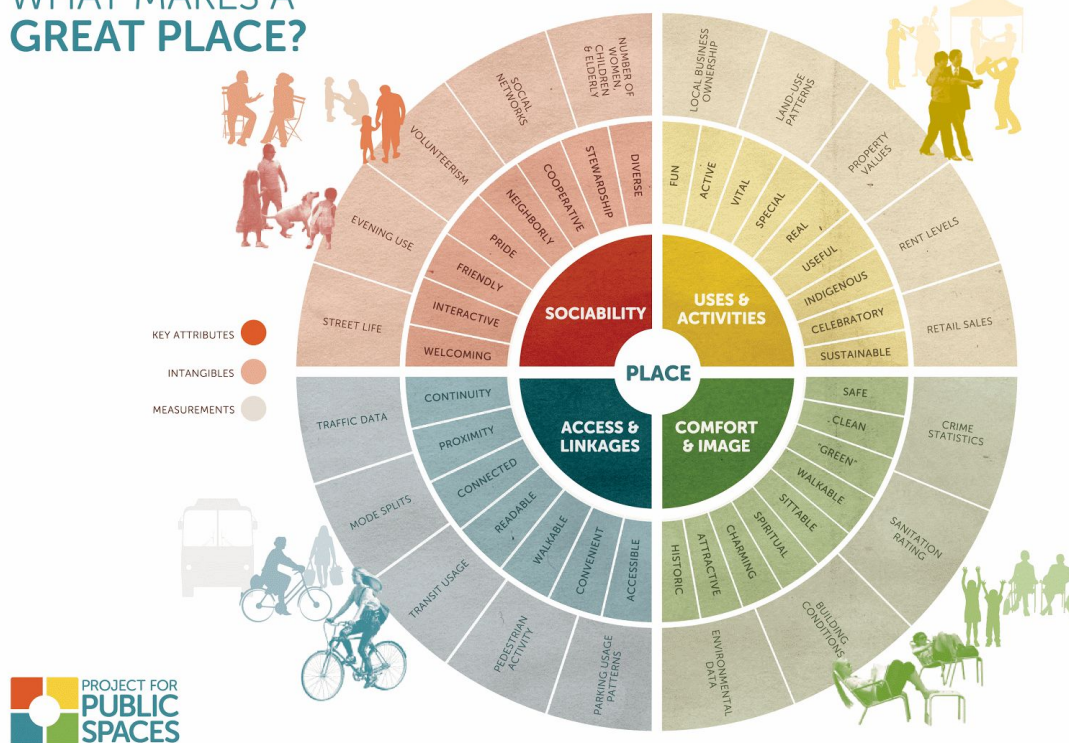 WHAT MAKES A
GREAT PLACE?
KEY ATTRIBUTES
INTANGIBLES
MEASUREMENTS
PLACE
SOCIABILITY
USES &
ACTIVITIES
ACCESS &
LINKAGES
COMFORT
& IMAGE
DIVERSE
STEWARDSHIP
COOPERATIVE
NEIGHBORLY
PRIDE
FRIENDLY
INTERACTIVE
WELCOMING
NUMBER OF
WOMEN,
CHILDREN
& ELDERLY
SOCIAL
NETWORKS
VOLUNTEERISM
EVENING USE
STREET LIFE
FUN
ACTIVE
VITAL
SPECIAL
REAL
USEFUL
INDIGENOUS
CELEBRATORY
SUSTAINABLE
LOCAL BUSINESS
OWNERSHIP
LAND-USE
PATTERNS
PROPERTY
VALUES
RENT LEVELS
RETAIL SALES
CONTINUITY
PROXIMITY
CONNECTED
READABLE
WALKABLE
CONVENIENT
ACCESSIBLE
TRAFFIC DATA
MODE SPLITS
TRANSIT USAGE
PEDESTRIAN
ACTIVITY
PARKING USAGE
PATTERNS
SAFE
CLEAN
"GREEN"
WALKABLE
SITTABLE
SPIRITUAL
CHARMING
ATTRACTIVE
HISTORIC
CRIME
STATISTICS
SANITATION
RATING
BUILDING
CONDITIONS
ENVIRONMENTAL
DATA
PROJECT FOR
PUBLIC
SPACES